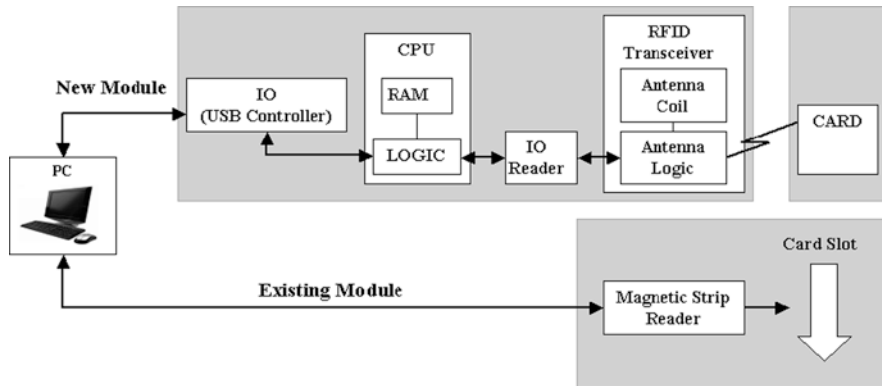 New Module
IO
(USB Controller)
CPU
RAM
LOGIC
IO
Reader
RFID
Transceiver
Antenna
Coil
Antenna
Logic
CARD
PC
Existing Module
Magnetic Strip
Reader
Card Slot